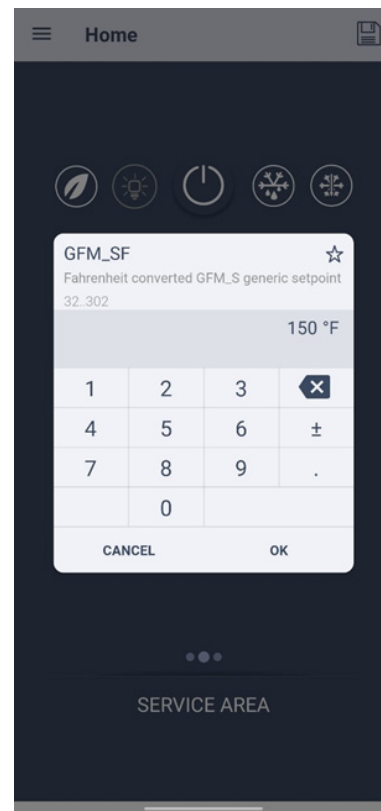 Home
GFM_SF
Fahrenheit converted GFM_S generic setpoint
32..302
150 °F
1 2 3
4 5 6 ±
7 8 9 .
0
CANCEL OK
SERVICE AREA